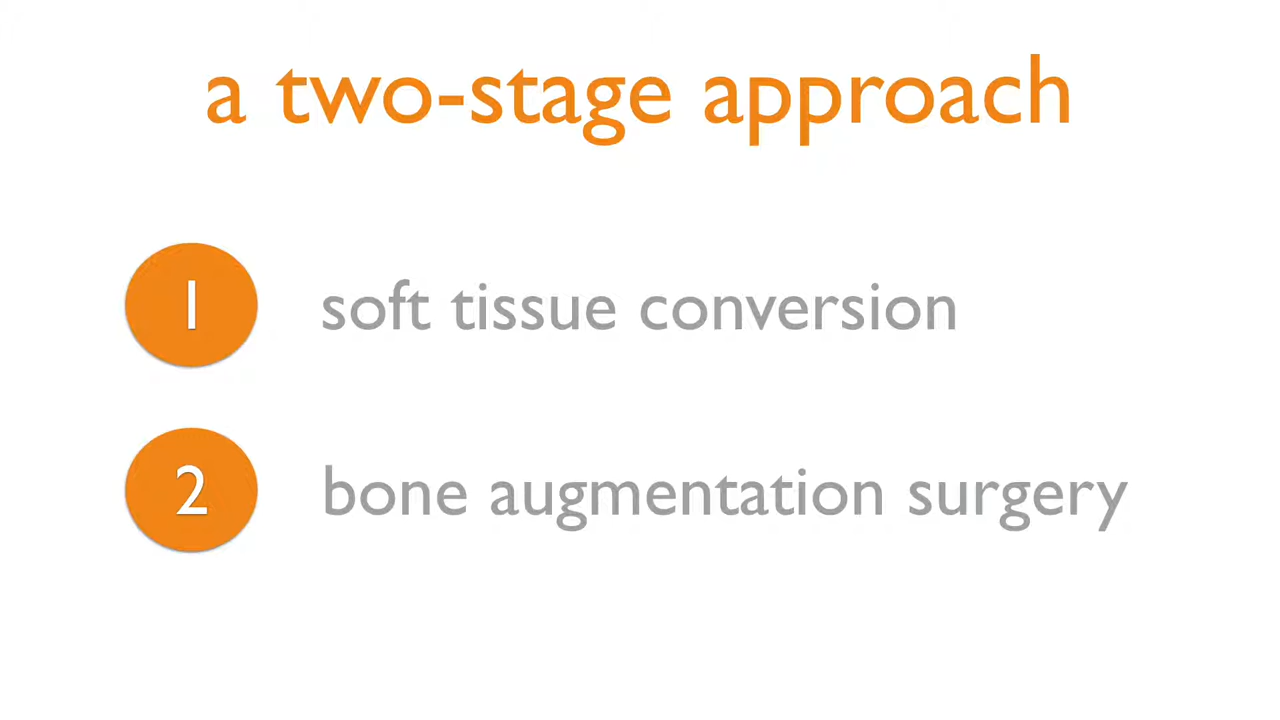 a two-stage approach
1 soft tissue conversion
2 bone augmentation surgery